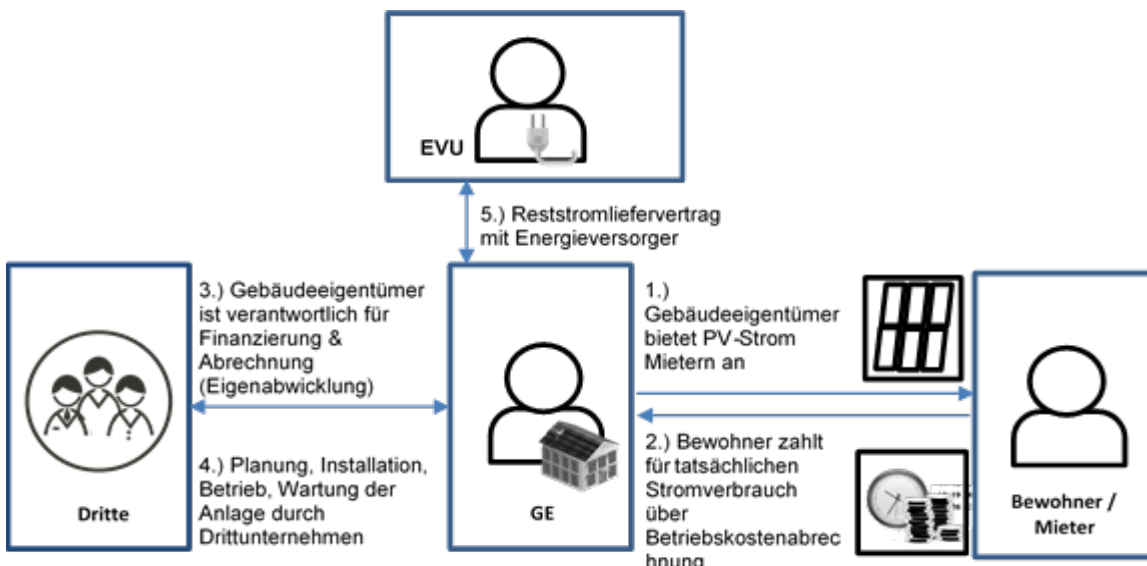 EVU
5.) Reststromliefervertrag
mit Energieversorger
3.) Gebäudeeigentümer
ist verantwortlich für
Finanzierung &
Abrechnung
(Eigenabwicklung)
4.) Planung, Installation,
Betrieb, Wartung der
Anlage durch
Drittunternehmen
Dritte
GE
1.)
Gebäudeeigentümer
bietet PV-Strom
Mietern an
2.) Bewohner zahlt
für tatsächlichen
Stromverbrauch
über
Betriebskostenabrec
hnung
Bewohner /
Mieter